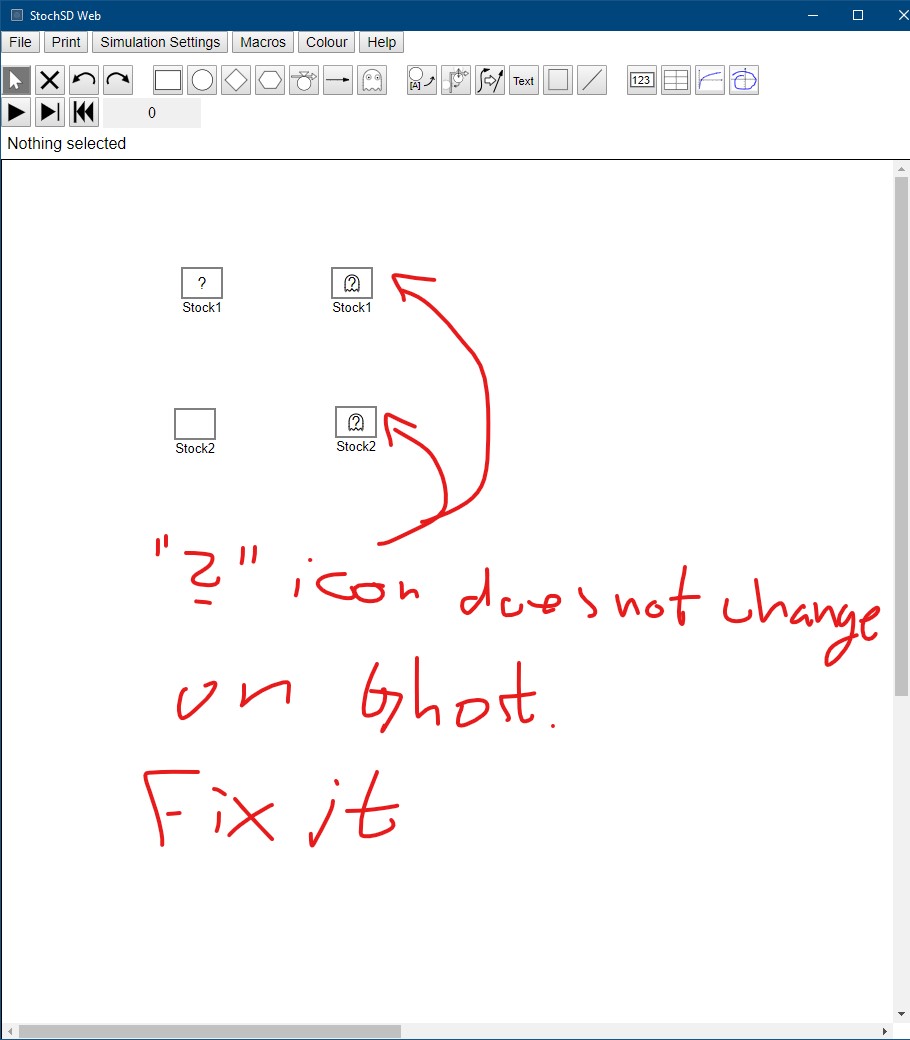 StochSD Web
File Print Simulation Settings Macros Colour Help
[A] Text 123
0
Nothing selected
? ?
Stock1 Stock1
?
Stock2 Stock2
"?" icon does not change
on Ghost.
Fix it